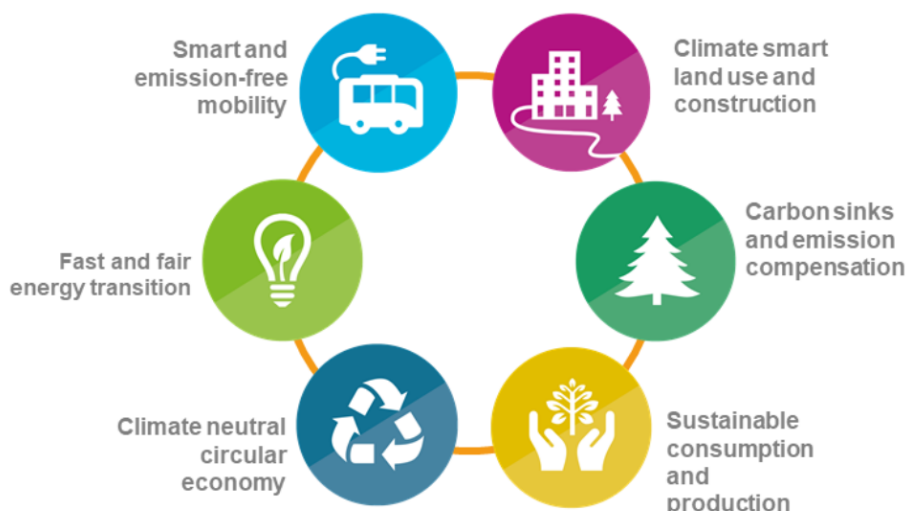 Smart and
emission-free
mobility
Climate smart
land use and
construction
Fast and fair
energy transition
Carbon sinks
and emission
compensation
Climate neutral
circular
economy
Sustainable
consumption
and
production